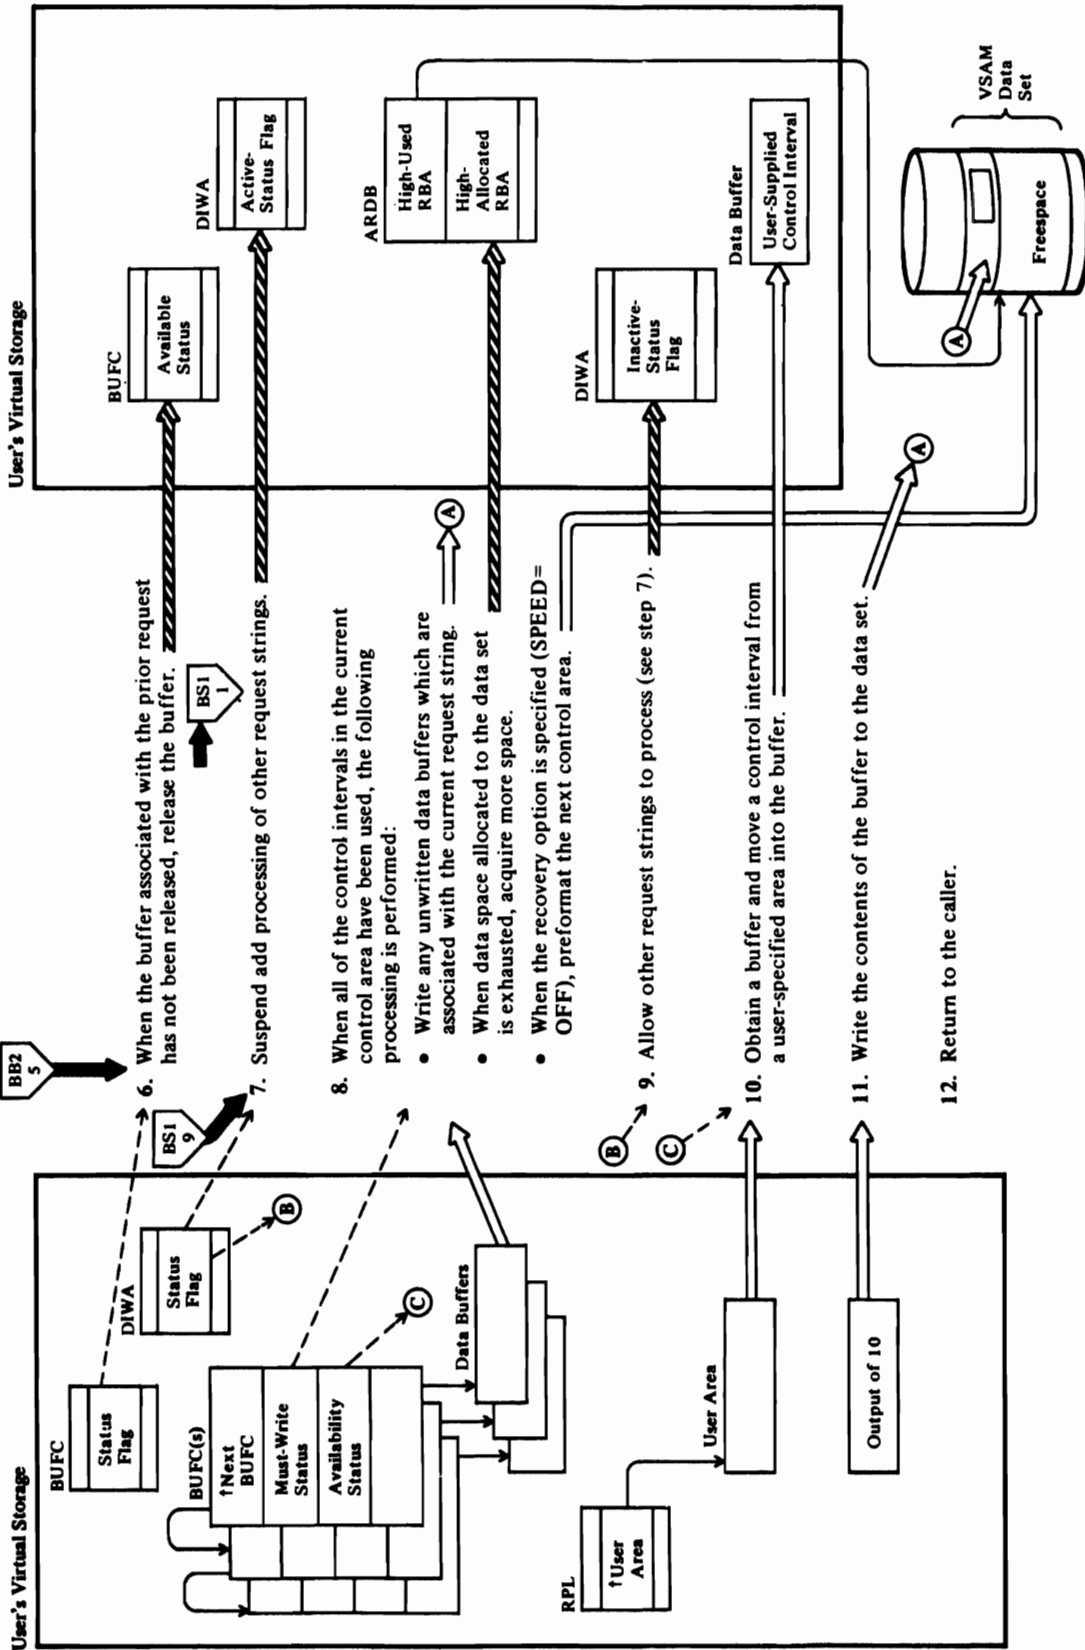 User's Virtual Storage
BUFC
Status
Flag
DIWA
Status
Flag
B
BUFC(s)
↑Next
BUFC
Must-Write
Status
Availability
Status
C
Data Buffers
RPL
↑User
Area
User Area
Output of 10
BB2
5
6. When the buffer associated with the prior request
has not been released, release the buffer.
BS1
1
BS1
9
7. Suspend add processing of other request strings.
8. When all of the control intervals in the current
control area have been used, the following
processing is performed:
• Write any unwritten data buffers which are
associated with the current request string.
A
• When data space allocated to the data set
is exhausted, acquire more space.
• When the recovery option is specified (SPEED=
OFF), preformat the next control area.
B
9. Allow other request strings to process (see step 7).
C
10. Obtain a buffer and move a control interval from
a user-specified area into the buffer.
11. Write the contents of the buffer to the data set.
A
12. Return to the caller.
User's Virtual Storage
BUFC
Available
Status
DIWA
Active-
Status Flag
ARDB
High-Used
RBA
High-
Allocated
RBA
DIWA
Inactive-
Status
Flag
Data Buffer
User-Supplied
Control Interval
A
Freespace
VSAM
Data
Set